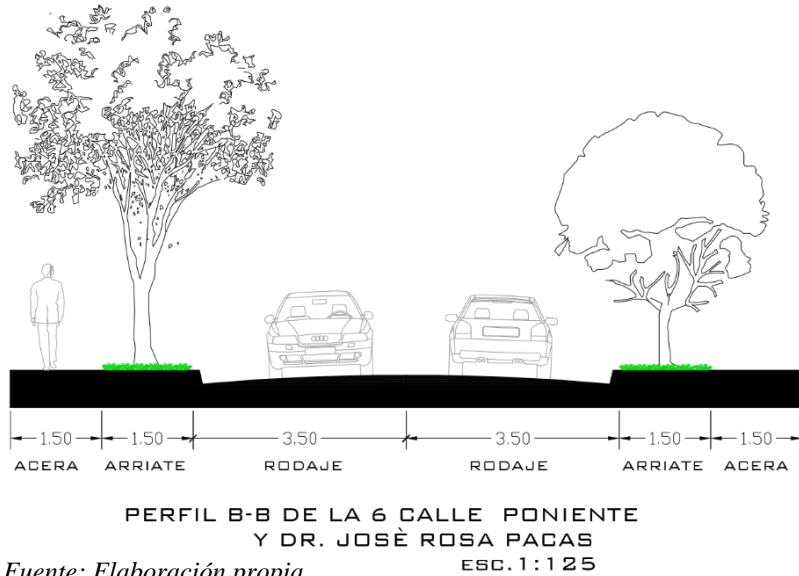 1.50 1.50 3.50 3.50 1.50 1.50
ACERA ARRIATE RODAJE RODAJE ARRIATE ACERA
PERFIL B-B DE LA 6 CALLE PONIENTE
Y DR. JOSÈ ROSA PACAS
ESC.1:125
Fuente: Elaboración propia